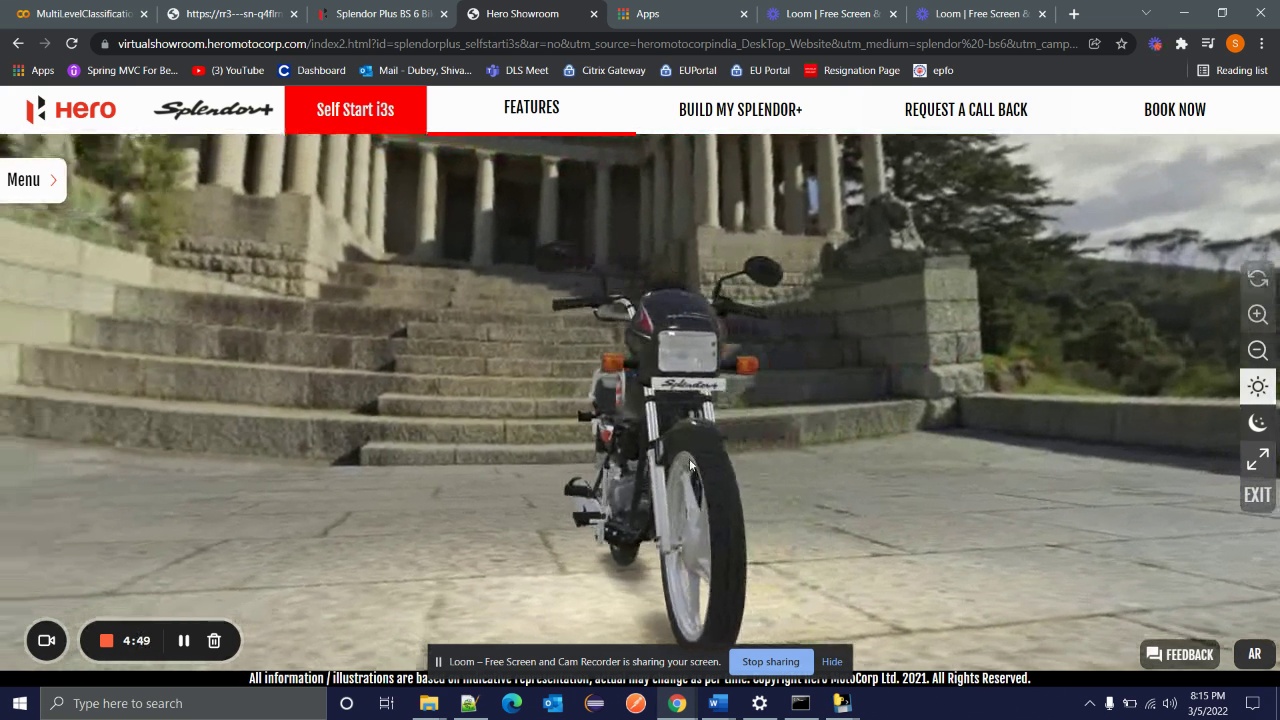 MultiLevelClassificatio
https://rr3---sn-q4flrn
Splendor Plus BS 6 Bik
Hero Showroom
Apps
Loom | Free Screen &
Loom | Free Screen &
virtualshowroom.heromotocorp.com/index2.html?id=splendorplus_selfstarti3s&at=no&utm_source=heromotocorpindia_DeskTop_Website&utm_medium=splendor%20-bs6&utm_camp...
S
Apps
Spring MVC For Be...
(3) YouTube
Dashboard
Mail - Dubey, Shiva...
DLS Meet
Citrix Gateway
EUPortal
EU Portal
Resignation Page
epfo
Reading list
HERO
Splendor+
Self Start i3s
FEATURES
BUILD MY SPLENDOR+
REQUEST A CALL BACK
BOOK NOW
Menu
Splendor+
EXIT
4:49
Loom – Free Screen and Cam Recorder is sharing your screen.
Stop sharing
Hide
FEEDBACK
AR
All information / illustrations are based on indicative representation, actual may change as per time. Copyright Hero MotoCorp Ltd. 2021. All Rights Reserved.
Type here to search
8:15 PM
3/5/2022